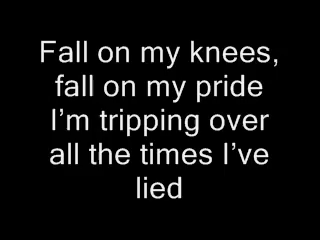 Fall on my knees,
fall on my pride
I’m tripping over
all the times I’ve
lied